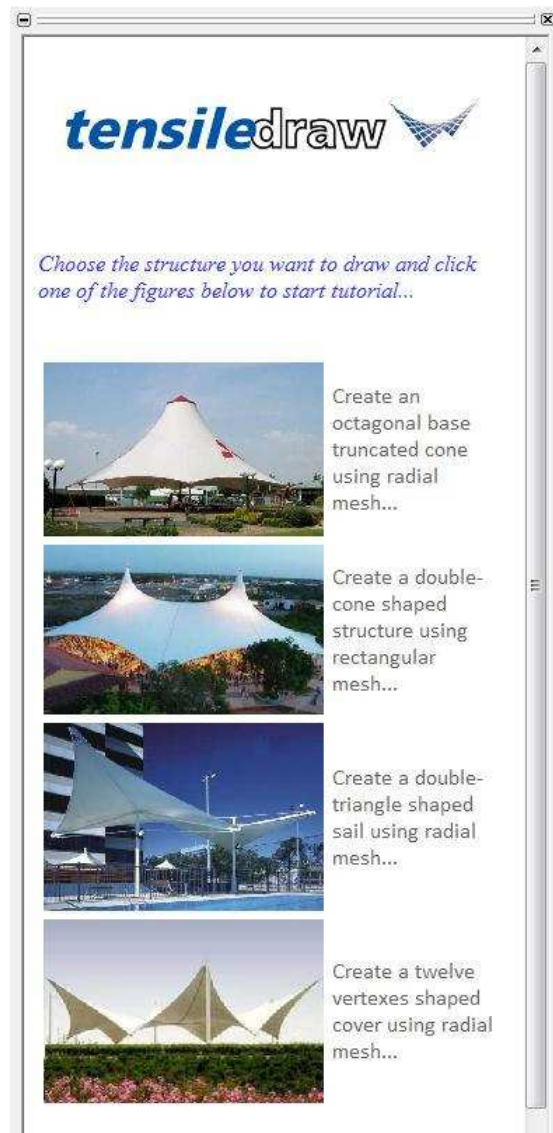 tensiledraw
Choose the structure you want to draw and click
one of the figures below to start tutorial...
Create an
octagonal base
truncated cone
using radial
mesh...
Create a double-
cone shaped
structure using
rectangular
mesh...
Create a double-
triangle shaped
sail using radial
mesh...
Create a twelve
vertexes shaped
cover using radial
mesh...